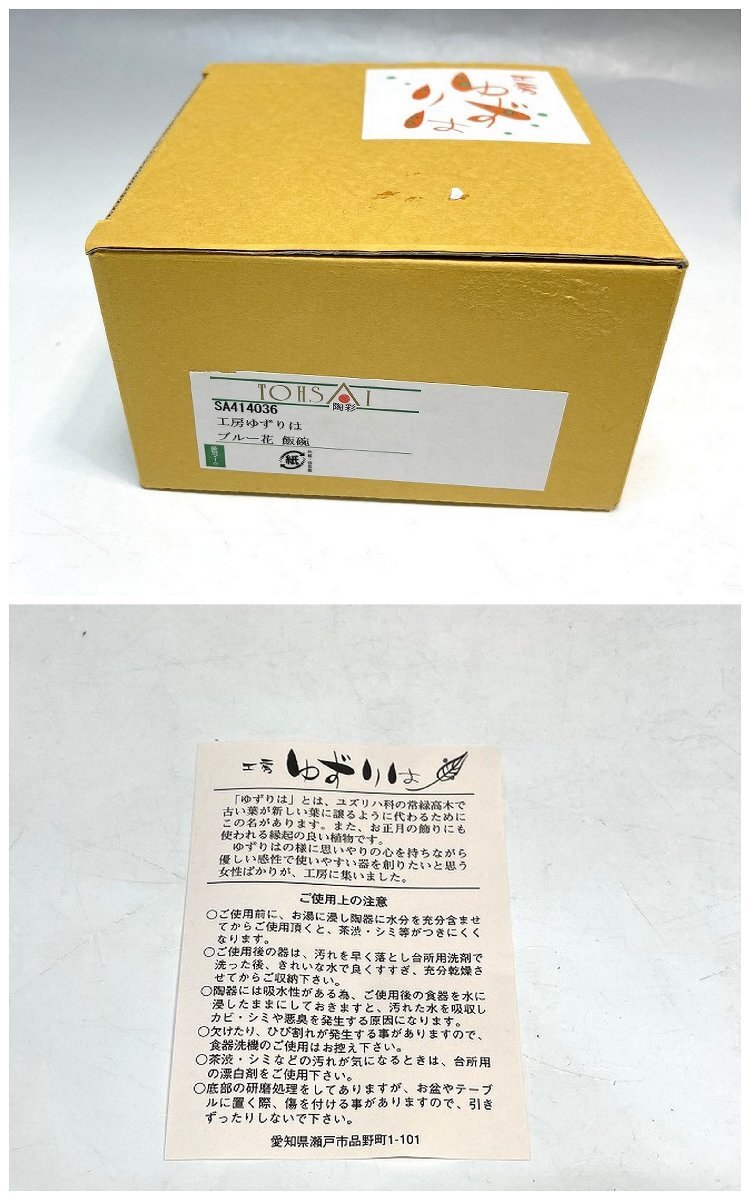 工房
ゆずりは
TOHSAI
陶彩
SA414036
工房ゆずりは
ブルー花 飯碗
紙
工房 ゆずりは
「ゆずりは」とは、ユズリハ科の常緑高木で
古い葉が新しい葉に譲るように代わるために
この名があります。また、お正月の飾りにも
使われる縁起の良い植物です。
ゆずりはの様に思いやりの心を持ちながら
優しい感性で使いやすい器を創りたいと思う
女性ばかりが、工房に集いました。
ご使用上の注意
○ご使用前に、お湯に浸し陶器に水分を充分含ませ
てからご使用頂くと、茶渋・シミ等がつきにくく
なります。
○ご使用後の器は、汚れを早く落とし台所用洗剤で
洗った後、きれいな水で良くすすぎ、充分乾燥さ
せてからご収納下さい。
○陶器には吸水性がある為、ご使用後の食器を水に
浸したままにしておきますと、汚れた水を吸収し
カビ・シミや悪臭を発生する原因になります。
○欠けたり、ひび割れが発生する事がありますので、
食器洗機のご使用はお控え下さい。
○茶渋・シミなどの汚れが気になるときは、台所用
の漂白剤をご使用下さい。
○底部の研磨処理をしてありますが、お盆やテーブ
ルに置く際、傷を付ける事がありますので、引き
ずったりしないで下さい。
愛知県瀬戸市品野町1-101